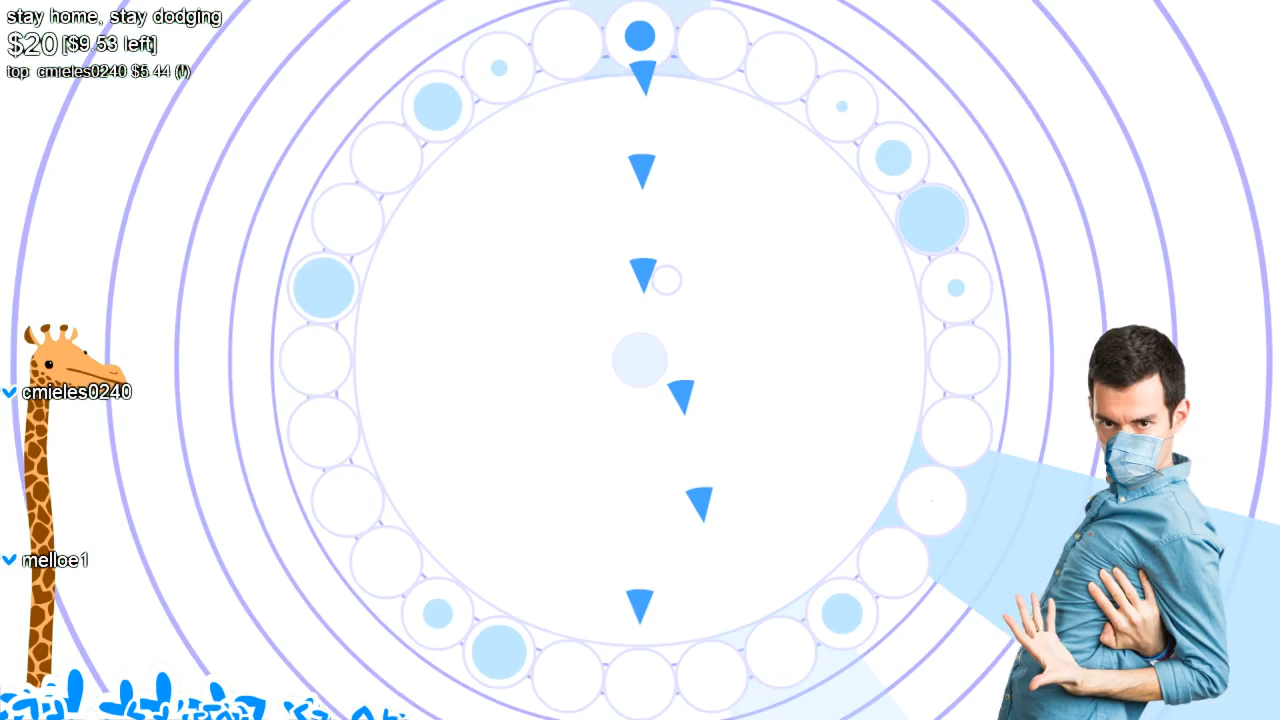 stay home, stay dodging
$20 [$9.53 left]
top: cmieles0240 $5.44 (!)
cmieles0240
melloe1